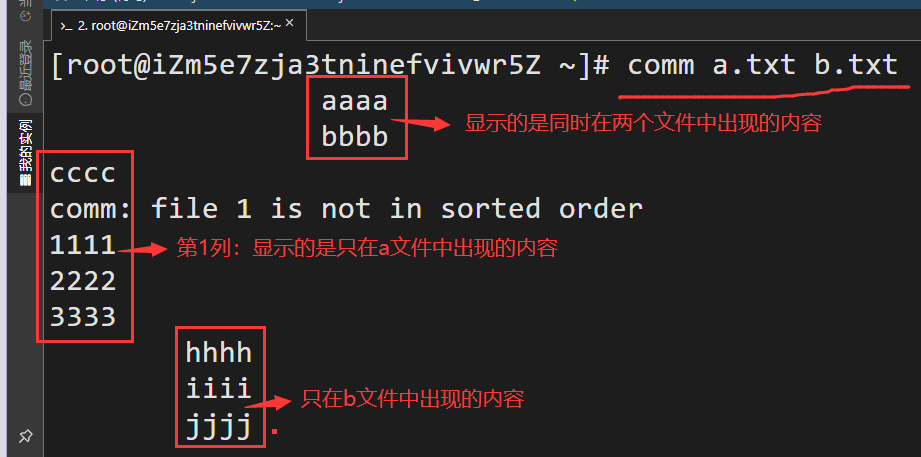 2. root@iZm5e7zja3tninefvivwr5Z:~ ×
最近登录
我的实例
[root@iZm5e7zja3tninefvivwr5Z ~]# comm a.txt b.txt
aaaa
bbbb
显示的是同时在两个文件中出现的内容
cccc
comm: file 1 is not in sorted order
1111
第1列：显示的是只在a文件中出现的内容
2222
3333
hhhh
iiii
只在b文件中出现的内容
jjjj